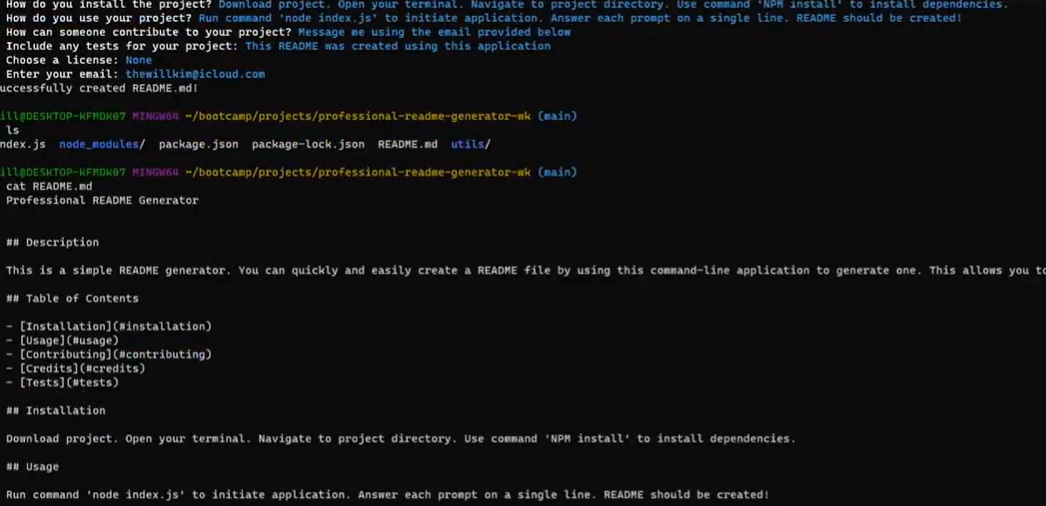 How do you install the project? Download project. Open your terminal. Navigate to project directory. Use command 'NPM install' to install dependencies.
How do you use your project? Run command 'node index.js' to initiate application. Answer each prompt on a single line. README should be created!
How can someone contribute to your project? Message me using the email provided below
Include any tests for your project: This README was created using this application
Choose a license: None
Enter your email: thewillkim@icloud.com
uccessfully created README.md!
ill@DESKTOP-KFMDK07 MINGW64 ~/bootcamp/projects/professional-readme-generator-wk (main)
ls
ndex.js node_modules/ package.json package-lock.json README.md utils/
ill@DESKTOP-KFMDK07 MINGW64 ~/bootcamp/projects/professional-readme-generator-wk (main)
cat README.md
Professional README Generator
## Description
This is a simple README generator. You can quickly and easily create a README file by using this command-line application to generate one. This allows you to
## Table of Contents
- [Installation](#installation)
- [Usage](#usage)
- [Contributing](#contributing)
- [Credits](#credits)
- [Tests](#tests)
## Installation
Download project. Open your terminal. Navigate to project directory. Use command 'NPM install' to install dependencies.
## Usage
Run command 'node index.js' to initiate application. Answer each prompt on a single line. README should be created!